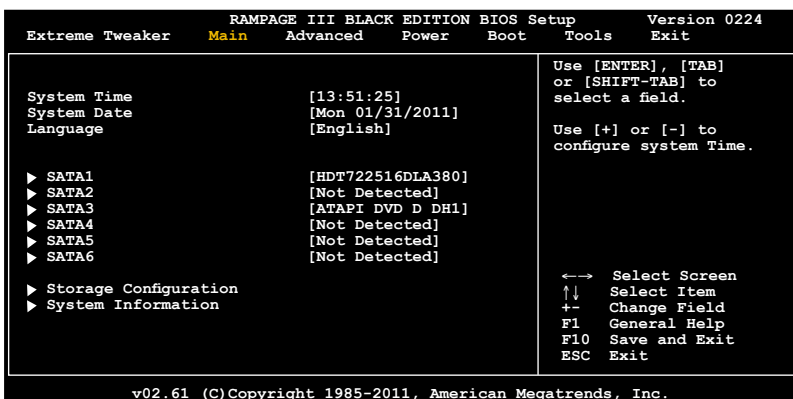 RAMPAGE III BLACK EDITION BIOS Setup Version 0224
Extreme Tweaker Main Advanced Power Boot Tools Exit
System Time [13:51:25]
System Date [Mon 01/31/2011]
Language [English]
▶ SATA1 [HDT722516DLA380]
▶ SATA2 [Not Detected]
▶ SATA3 [ATAPI DVD D DH1]
▶ SATA4 [Not Detected]
▶ SATA5 [Not Detected]
▶ SATA6 [Not Detected]
▶ Storage Configuration
▶ System Information
Use [ENTER], [TAB]
or [SHIFT-TAB] to
select a field.
Use [+] or [-] to
configure system Time.
←→ Select Screen
↑↓ Select Item
+- Change Field
F1 General Help
F10 Save and Exit
ESC Exit
v02.61 (C)Copyright 1985-2011, American Megatrends, Inc.